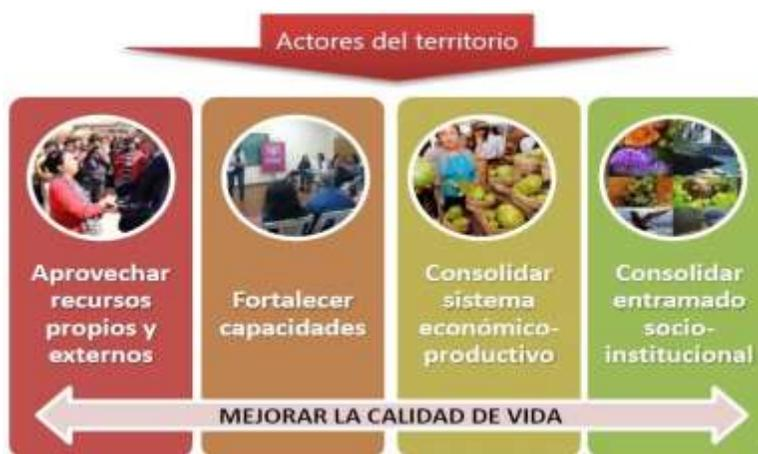 Actores del territorio
Aprovechar
recursos
propios y
externos
Fortalecer
capacidades
Consolidar
sistema
económico-
productivo
Consolidar
entramado
socio-
institucional
MEJORAR LA CALIDAD DE VIDA